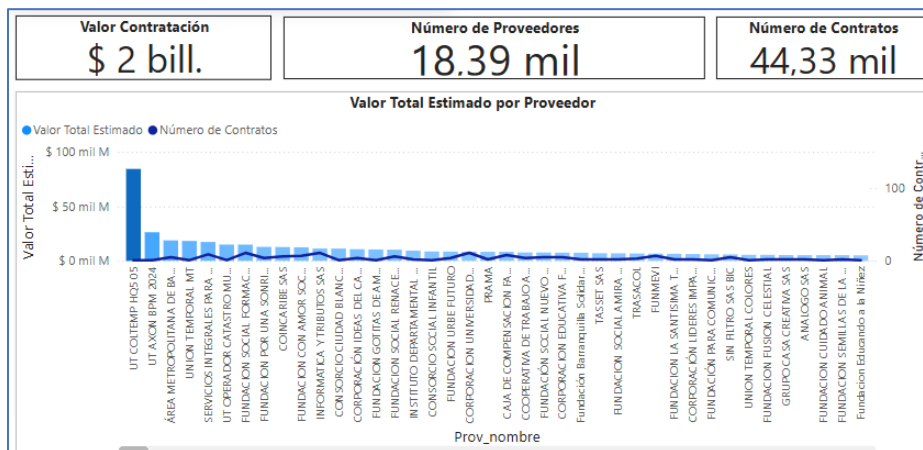 Valor Contratación
$ 2 bill.
Número de Proveedores
18,39 mil
Número de Contratos
44,33 mil
Valor Total Estimado por Proveedor
Valor Total Estimado
Número de Contratos
Valor Total Esti...
$ 100 mil M
$ 50 mil M
$ 0 mil M
100
0
Número de Contr...
UT COLTEMP HQ5 05
UT AXON BPM 2024
ÁREA METROPOLITANA DE BA...
UNION TEMPORAL MT
SERVICIOS INTEGRALES PARA ...
UT OPERADOR CATASTRO MU...
FUNDACION SOCIAL FORMAC...
FUNDACION POR UNA SONRI...
COINCARIBE SAS
FUNDACION CON AMOR SOC...
INFORMATICA Y TRIBUTOS SAS
CONSORCIO CIUDAD BLANC...
CORPORACIÓN IDEAS DEL CA...
FUNDACION GOTITAS DE AM...
FUNDACION SOCIAL RENACE...
INSTITUTO DEPARTAMENTAL ...
CONSORCIO SOCIAL INFANTIL
FUNDACION URBE FUTURO
CORPORACION UNIVERSIDAD...
PRAMA
CAJA DE COMPENSACION FA...
COOPERATIVA DE TRABAJO A...
FUNDACIÓN SOCIAL NUEVO ...
CORPORACION EDUCATIVA F...
Fundación Barranquilla Solidar...
TASSET SAS
FUNDACION SOCIAL AMIRA ...
TRASACOL
FUNMEVI
FUNDACION LA SANTISIMA T...
CORPORACIÓN LIDERES IMPA...
FUNDACIÓN PARA COMUNIC...
SIN FILTRO SAS BIC
UNION TEMPORAL COLORES
FUNDACION FUSION CELESTIAL
GRUPO CASA CREATIVA SAS
ANALOGO SAS
FUNDACION CUIDADO ANIMAL
FUNDACION SEMILLAS DE LA ...
Fundacion Educando a la Niñez
Prov_nombre